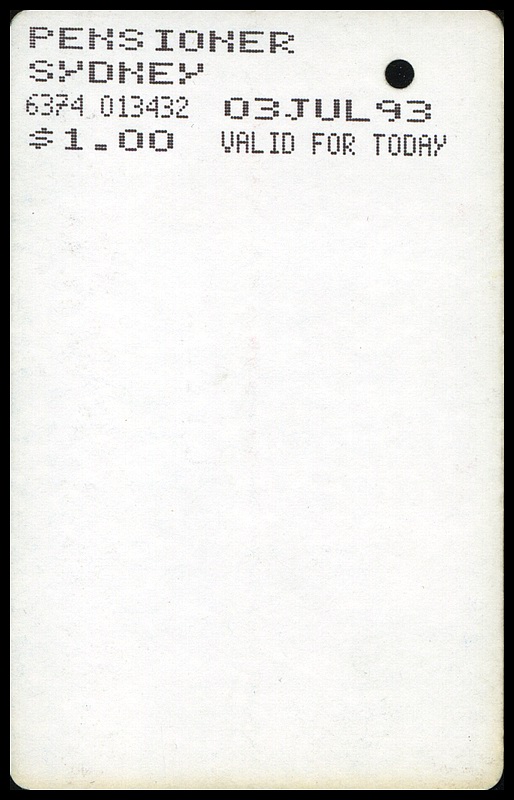 PENSIONER
SYDNEY
6374 013432 03JUL93
$1.00 VALID FOR TODAY